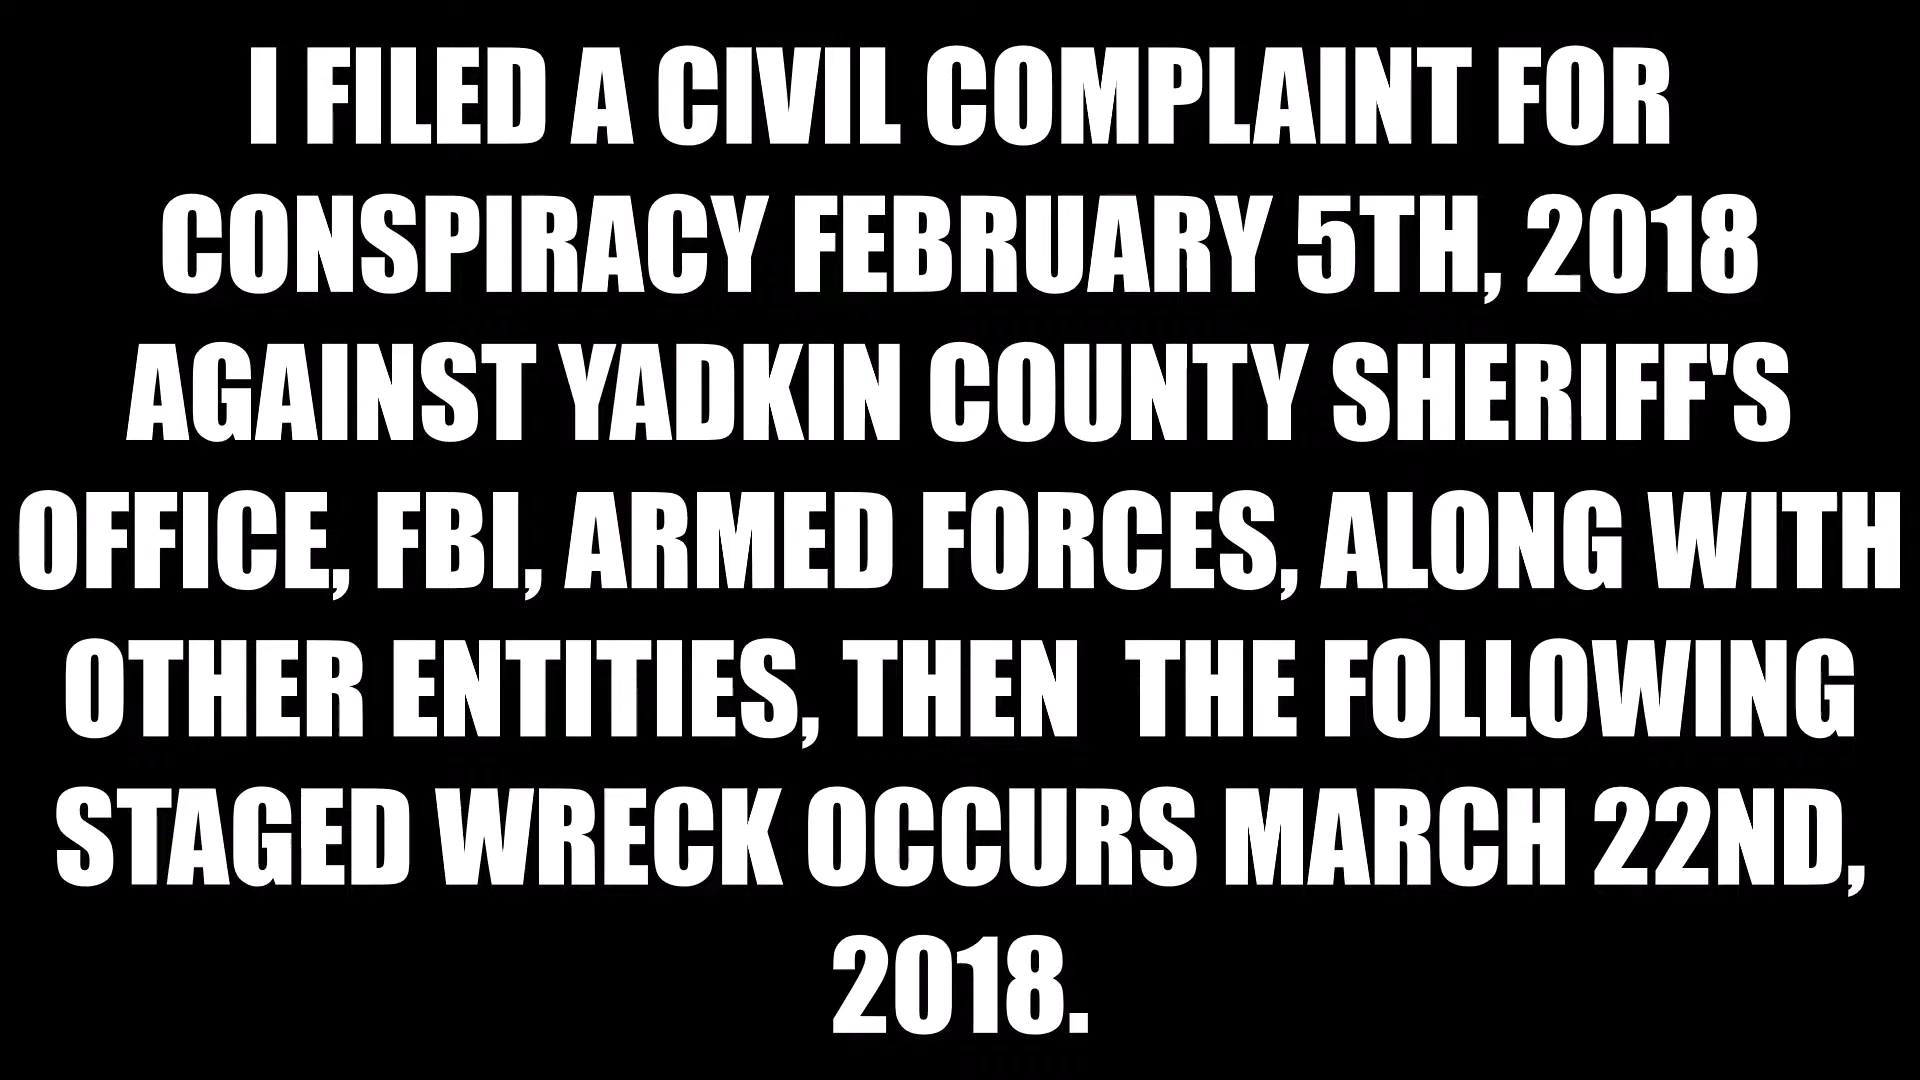 I FILED A CIVIL COMPLAINT FOR
CONSPIRACY FEBRUARY 5TH, 2018
AGAINST YADKIN COUNTY SHERIFF'S
OFFICE, FBI, ARMED FORCES, ALONG WITH
OTHER ENTITIES, THEN  THE FOLLOWING
STAGED WRECK OCCURS MARCH 22ND,
2018.